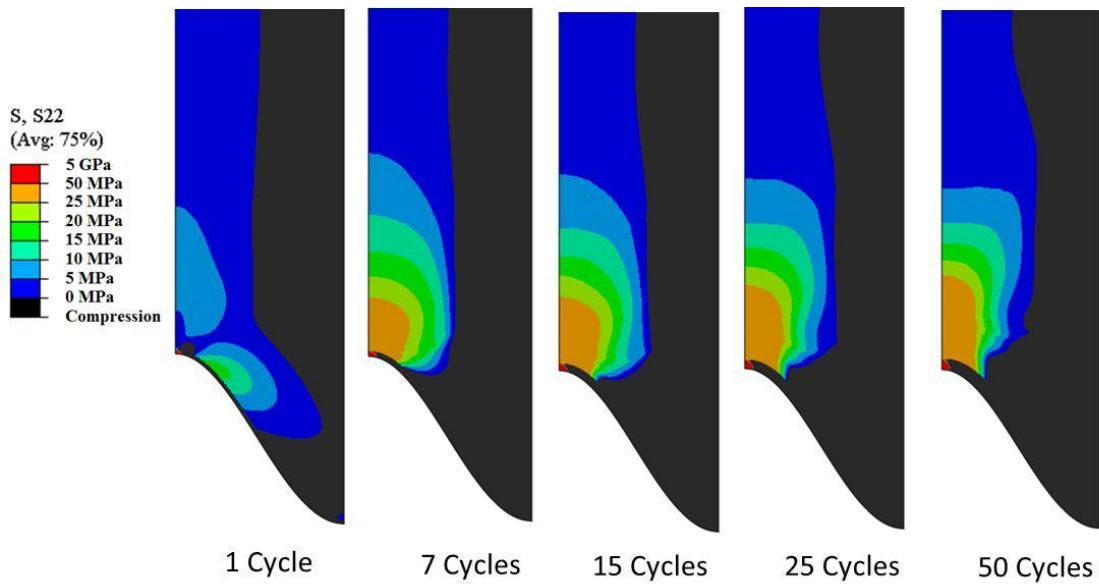 S, S22
(Avg: 75%)
5 GPa
50 MPa
25 MPa
20 MPa
15 MPa
10 MPa
5 MPa
0 MPa
Compression
1 Cycle
7 Cycles
15 Cycles
25 Cycles
50 Cycles